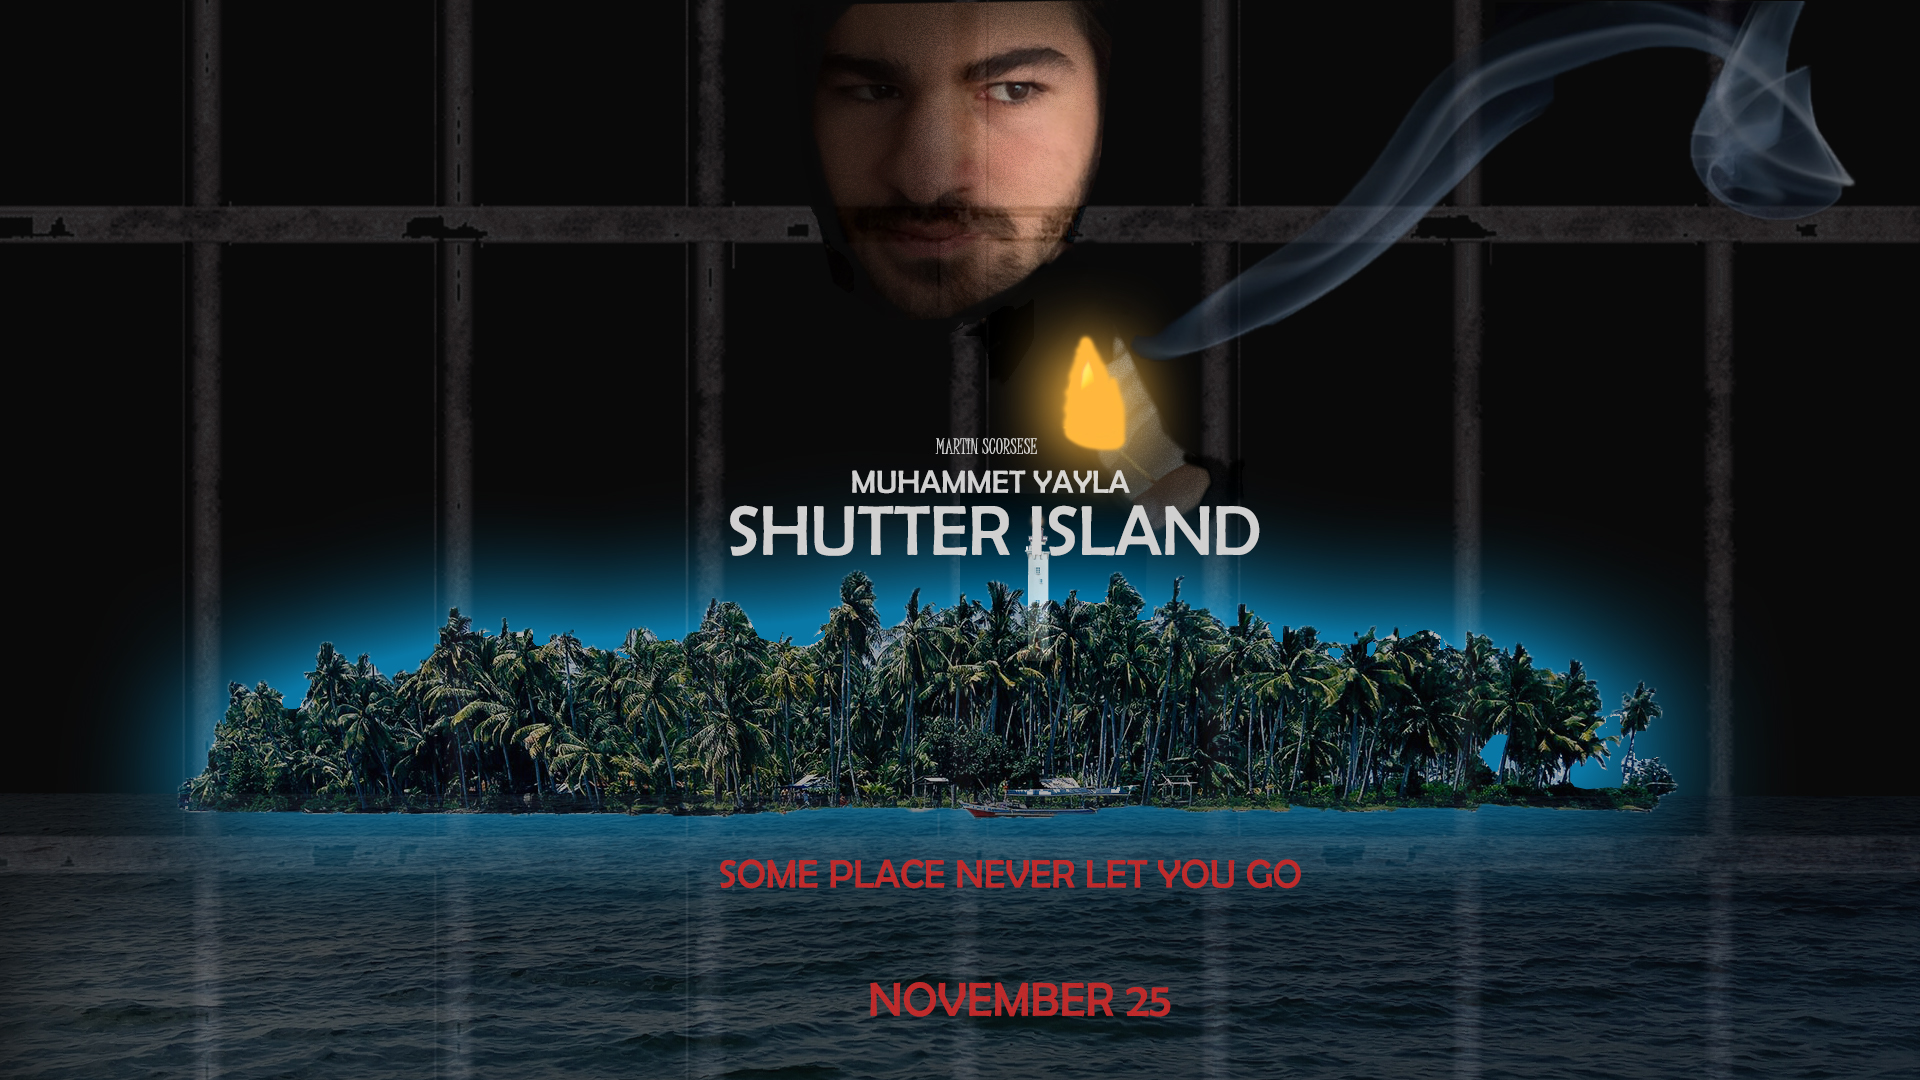 MARTIN SCORSESE
MUHAMMET YAYLA
SHUTTER ISLAND
SOME PLACE NEVER LET YOU GO
NOVEMBER 25